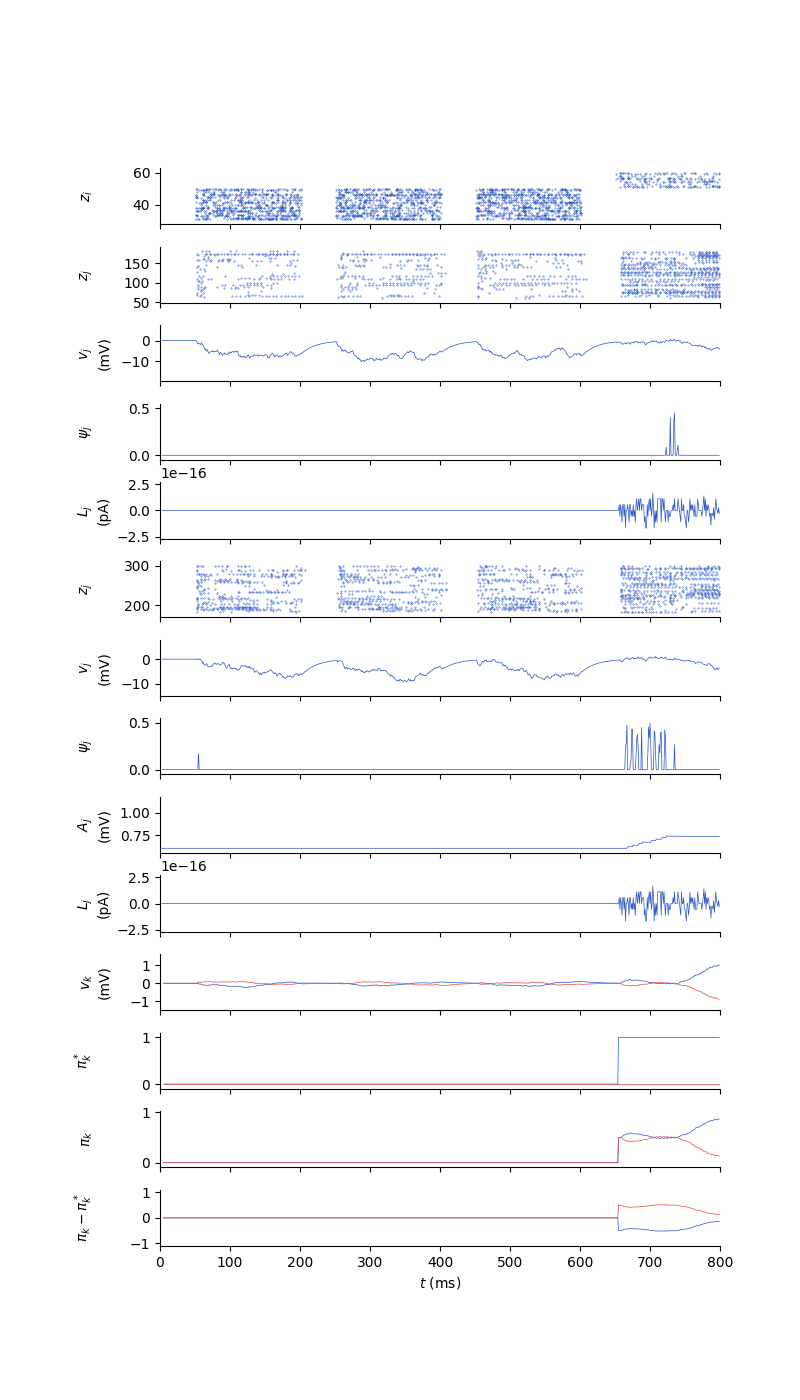 60
40
z_i
150
100
50
z_j
0
−10
v_j
(mV)
0.5
0.0
ψ_j
1e−16
2.5
0.0
−2.5
L_j
(pA)
300
200
z_j
0
−10
v_j
(mV)
0.5
0.0
ψ_j
1.00
0.75
A_j
(mV)
1e−16
2.5
0.0
−2.5
L_j
(pA)
1
0
−1
v_k
(mV)
1
0
π_k^*
1
0
π_k
1
0
−1
π_k − π_k^*
0 100 200 300 400 500 600 700 800
t (ms)